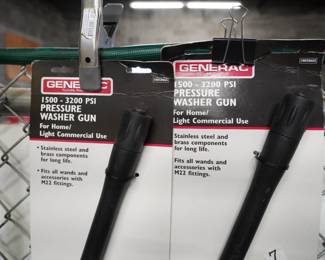 GENERAC
1500 - 3200 PSI
PRESSURE
WASHER GUN
For Home/
Light Commercial Use
• Stainless steel and
brass components
for long life.
• Fits all wands and
accessories with
M22 fittings.
GENERAC
1500 - 3200 PSI
PRESSURE
WASHER GUN
For Home/
Light Commercial Use
• Stainless steel and
brass components
for long life.
• Fits all wands and
accessories with
M22 fittings.